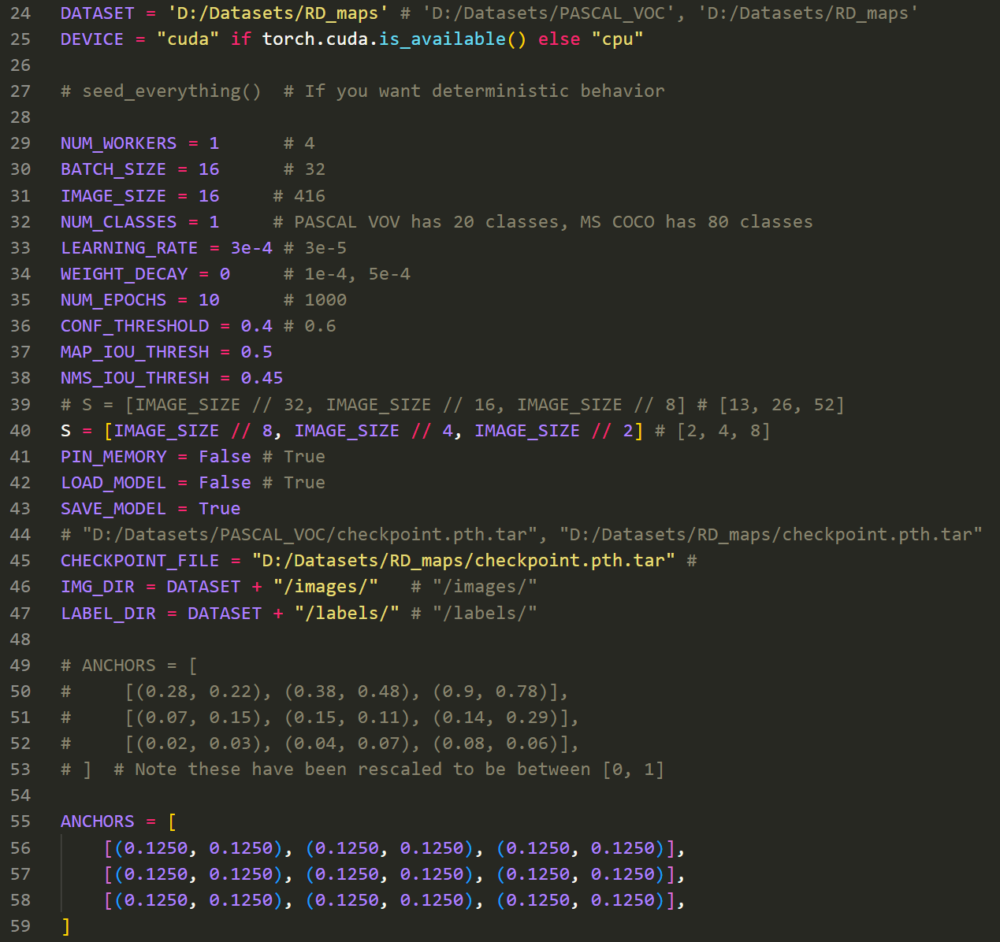 24 DATASET = 'D:/Datasets/RD_maps' # 'D:/Datasets/PASCAL_VOC', 'D:/Datasets/RD_maps'
25 DEVICE = "cuda" if torch.cuda.is_available() else "cpu"
26
27 # seed_everything()  # If you want deterministic behavior
28
29 NUM_WORKERS = 1      # 4
30 BATCH_SIZE = 16      # 32
31 IMAGE_SIZE = 16     # 416
32 NUM_CLASSES = 1     # PASCAL VOV has 20 classes, MS COCO has 80 classes
33 LEARNING_RATE = 3e-4 # 3e-5
34 WEIGHT_DECAY = 0     # 1e-4, 5e-4
35 NUM_EPOCHS = 10      # 1000
36 CONF_THRESHOLD = 0.4 # 0.6
37 MAP_IOU_THRESH = 0.5
38 NMS_IOU_THRESH = 0.45
39 # S = [IMAGE_SIZE // 32, IMAGE_SIZE // 16, IMAGE_SIZE // 8] # [13, 26, 52]
40 S = [IMAGE_SIZE // 8, IMAGE_SIZE // 4, IMAGE_SIZE // 2] # [2, 4, 8]
41 PIN_MEMORY = False # True
42 LOAD_MODEL = False # True
43 SAVE_MODEL = True
44 # "D:/Datasets/PASCAL_VOC/checkpoint.pth.tar", "D:/Datasets/RD_maps/checkpoint.pth.tar"
45 CHECKPOINT_FILE = "D:/Datasets/RD_maps/checkpoint.pth.tar" #
46 IMG_DIR = DATASET + "/images/"   # "/images/"
47 LABEL_DIR = DATASET + "/labels/" # "/labels/"
48
49 # ANCHORS = [
50 #     [(0.28, 0.22), (0.38, 0.48), (0.9, 0.78)],
51 #     [(0.07, 0.15), (0.15, 0.11), (0.14, 0.29)],
52 #     [(0.02, 0.03), (0.04, 0.07), (0.08, 0.06)],
53 # ]  # Note these have been rescaled to be between [0, 1]
54
55 ANCHORS = [
56     [(0.1250, 0.1250), (0.1250, 0.1250), (0.1250, 0.1250)],
57     [(0.1250, 0.1250), (0.1250, 0.1250), (0.1250, 0.1250)],
58     [(0.1250, 0.1250), (0.1250, 0.1250), (0.1250, 0.1250)],
59 ]